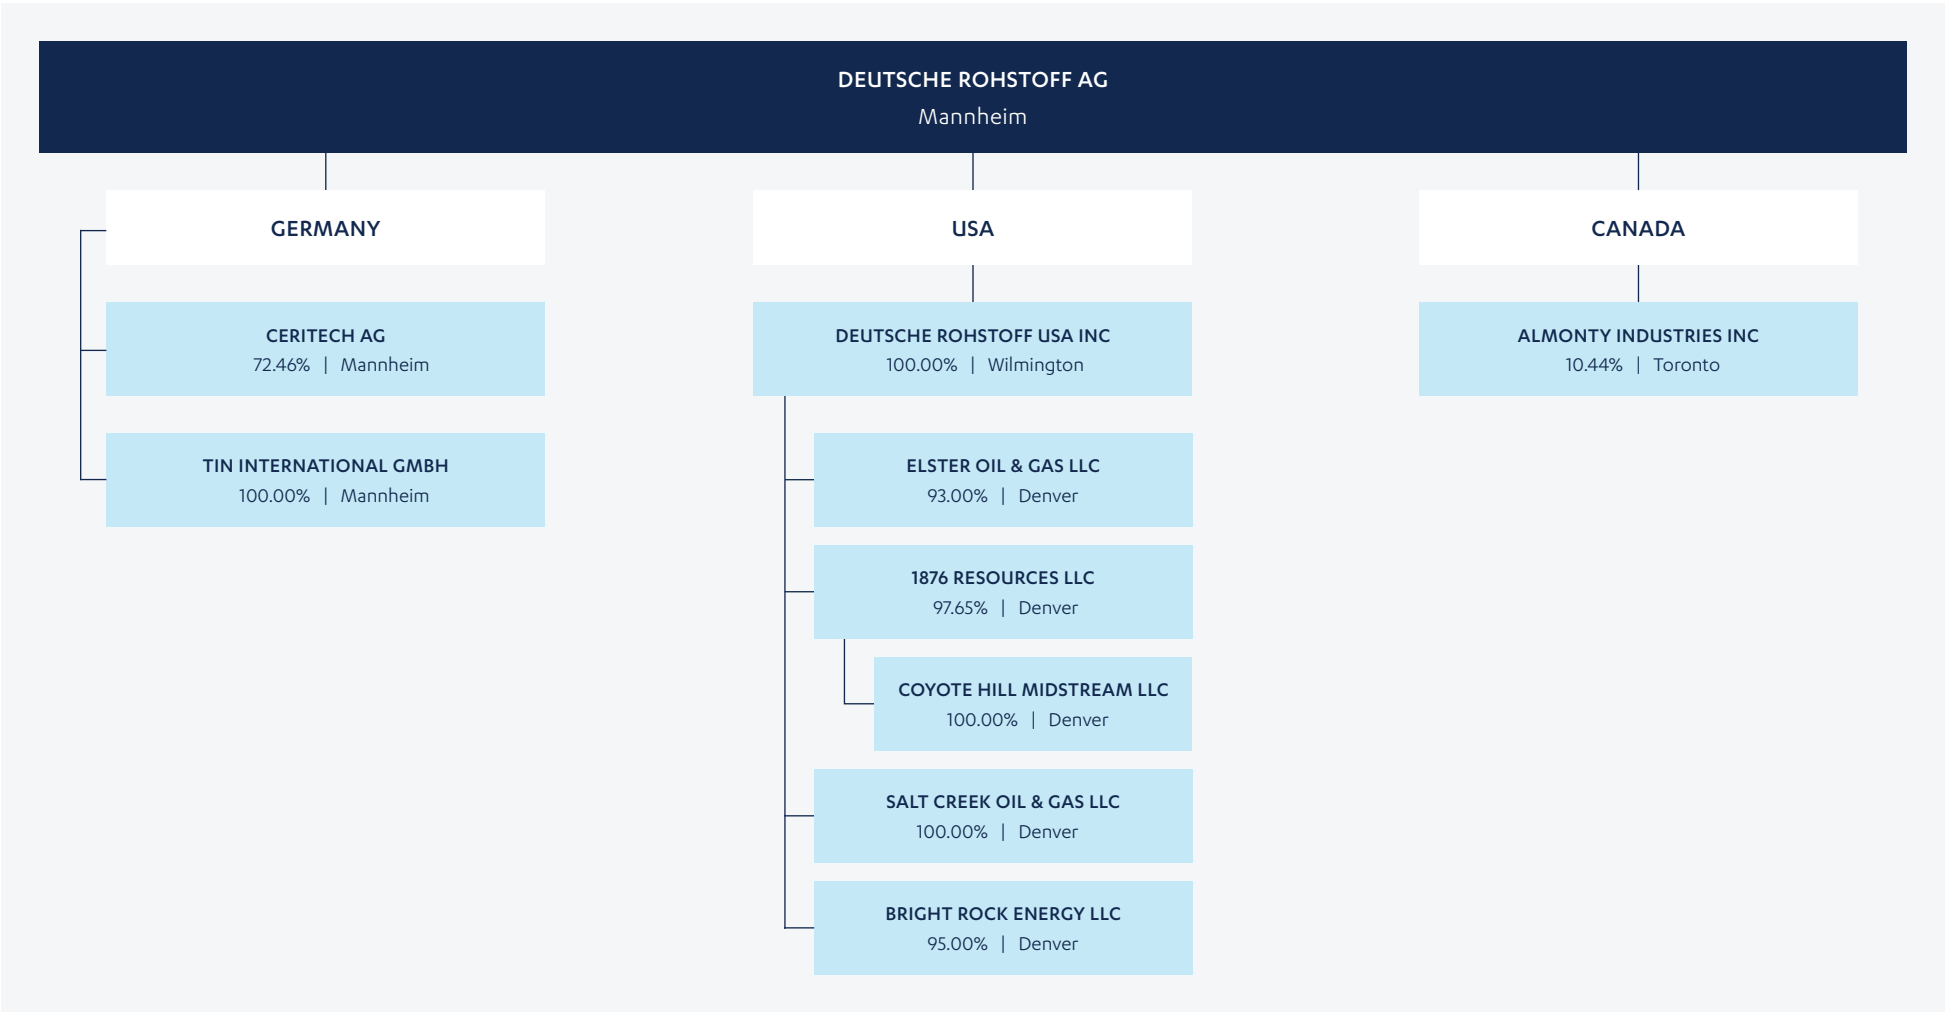 DEUTSCHE ROHSTOFF AG
Mannheim
GERMANY
CERITECH AG
72.46% | Mannheim
TIN INTERNATIONAL GMBH
100.00% | Mannheim
USA
DEUTSCHE ROHSTOFF USA INC
100.00% | Wilmington
ELSTER OIL & GAS LLC
93.00% | Denver
1876 RESOURCES LLC
97.65% | Denver
COYOTE HILL MIDSTREAM LLC
100.00% | Denver
SALT CREEK OIL & GAS LLC
100.00% | Denver
BRIGHT ROCK ENERGY LLC
95.00% | Denver
CANADA
ALMONTY INDUSTRIES INC
10.44% | Toronto